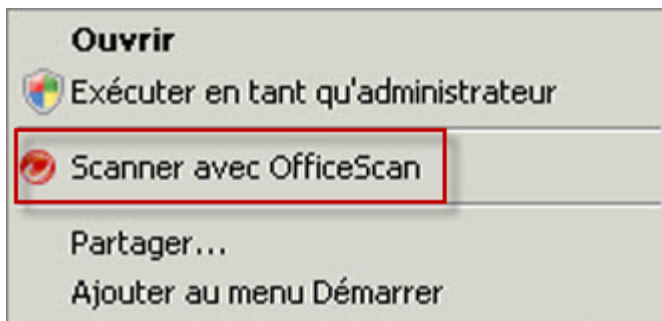 Ouvrir
Exécuter en tant qu'administrateur
Scanner avec OfficeScan
Partager...
Ajouter au menu Démarrer